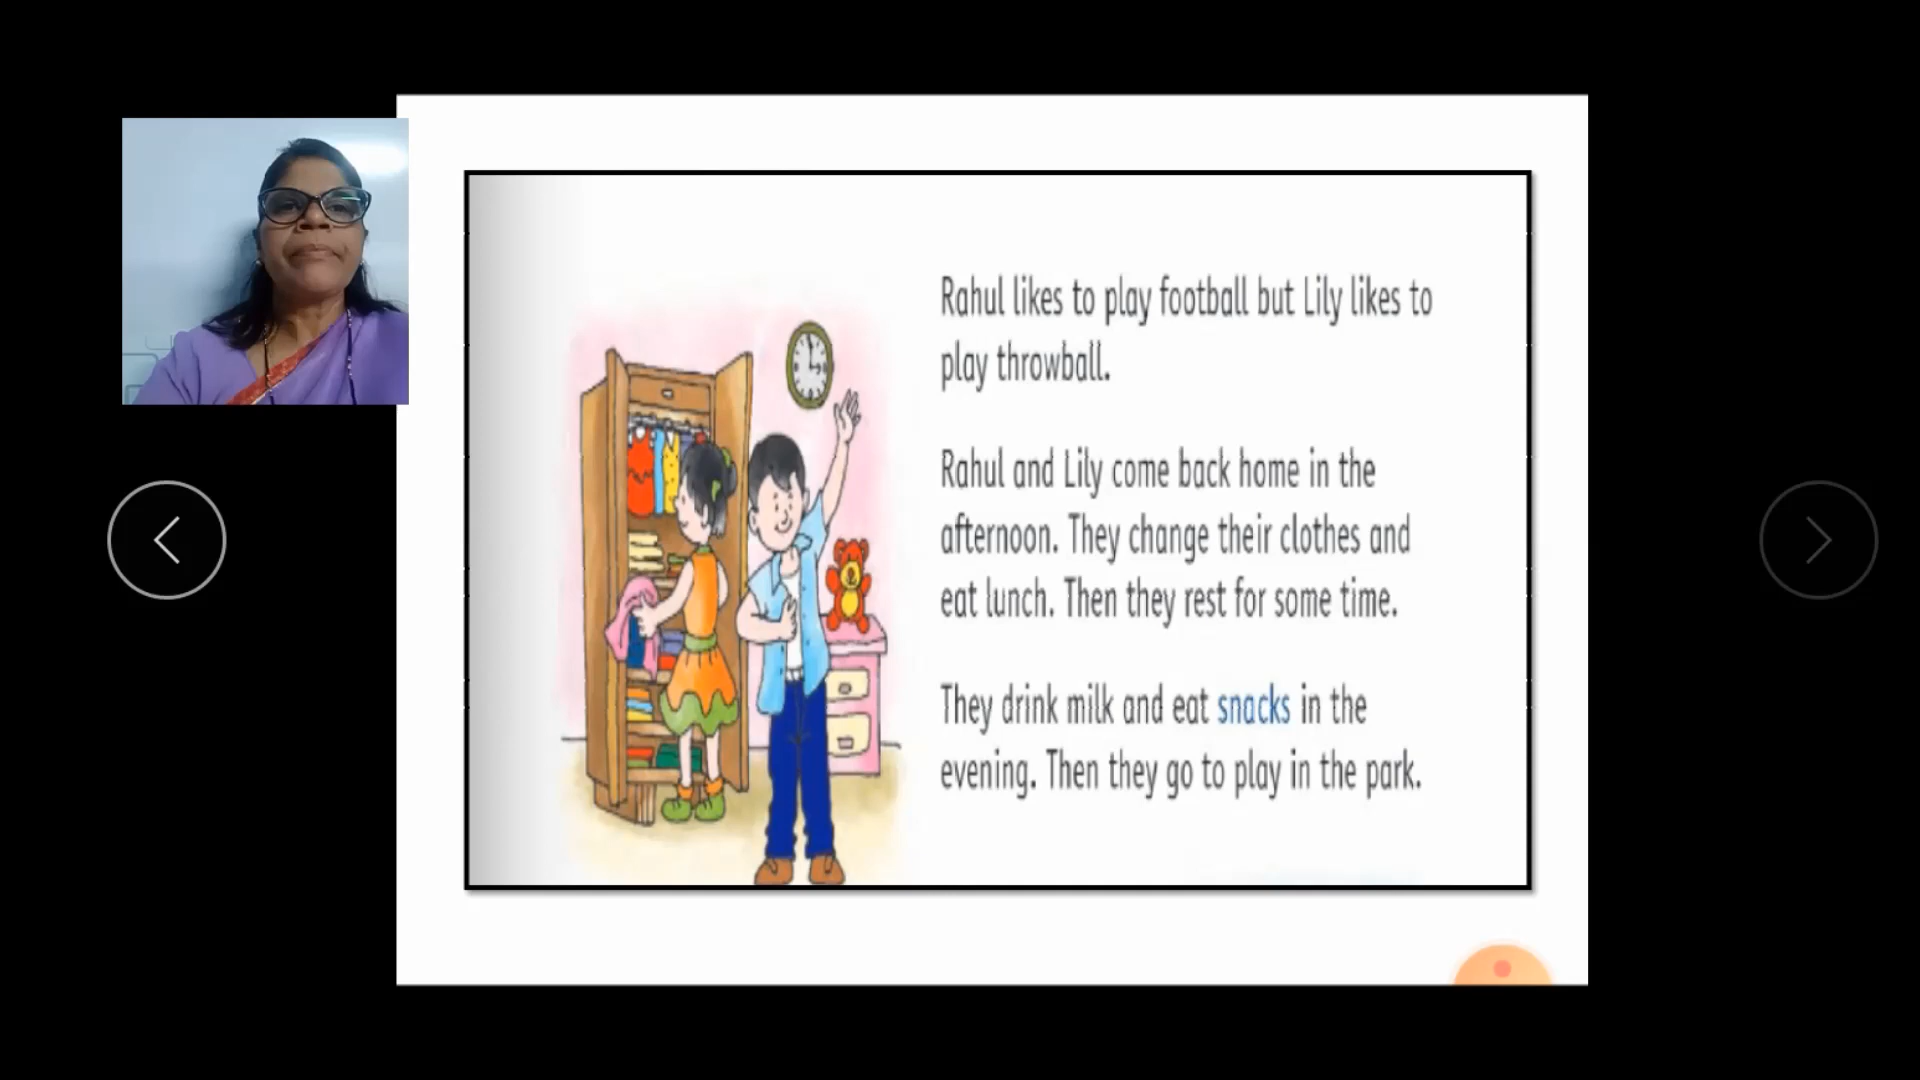 Rahul likes to play football but Lily likes to
play throwball.
Rahul and Lily come back home in the
afternoon. They change their clothes and
eat lunch. Then they rest for some time.
They drink milk and eat snacks in the
evening. Then they go to play in the park.